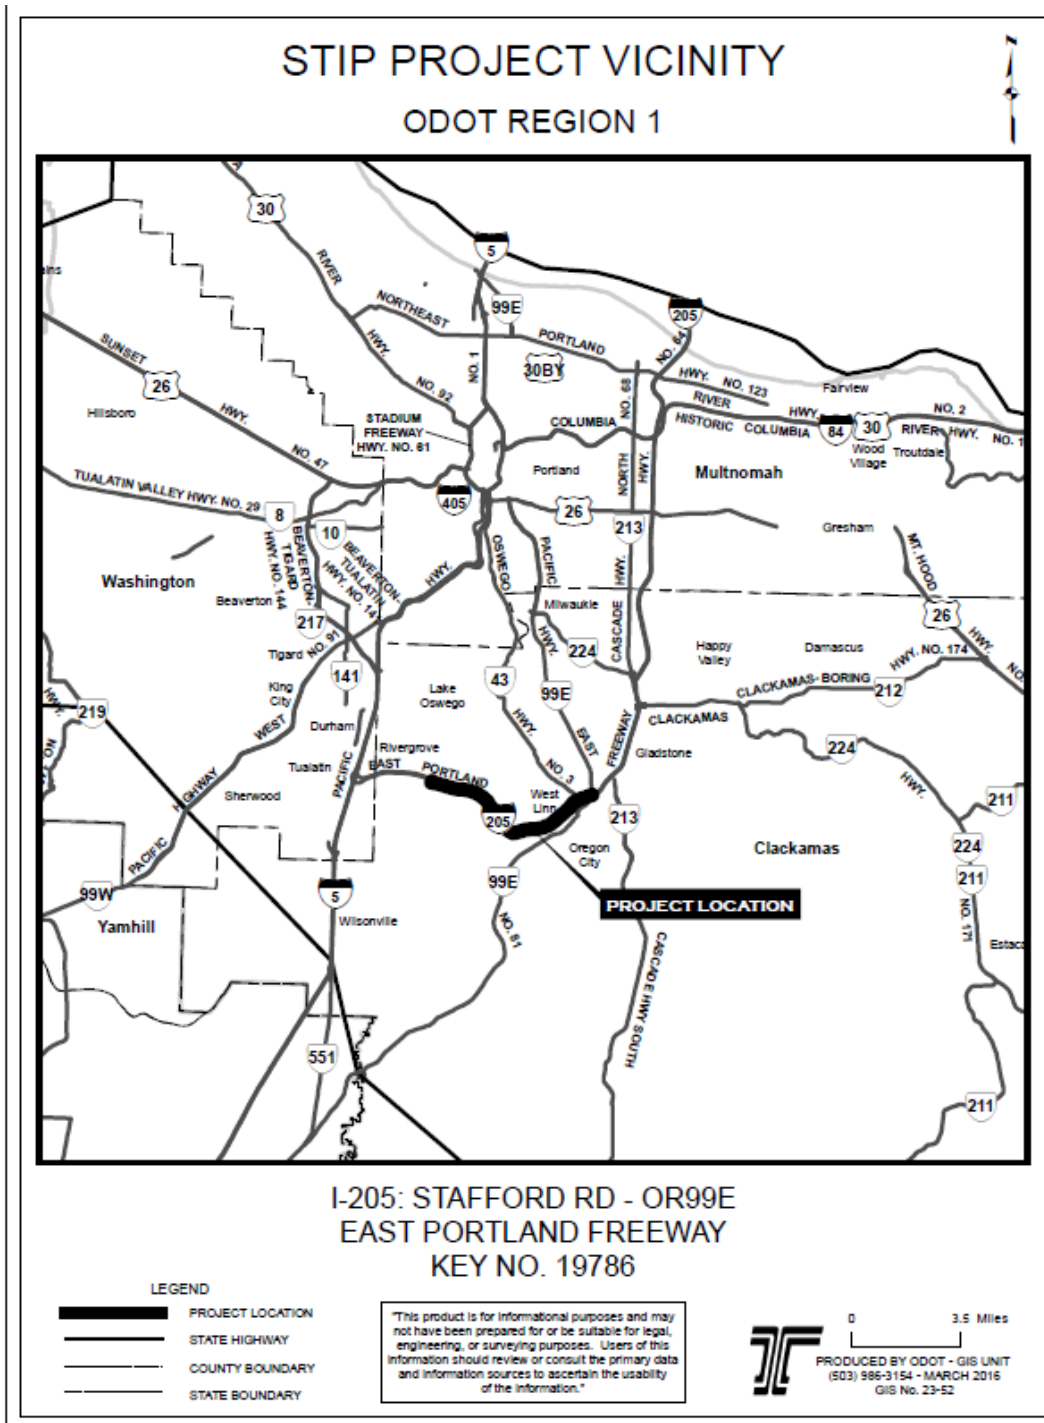 STIP PROJECT VICINITY
ODOT REGION 1
N
30
RIVER
HWY.
NO. 92
5
99E
NORTHEAST
PORTLAND
HWY.
NO. 123
205
NO. 64
NO. 1
30BY
NO. 68
SUNSET
26
HWY.
NO. 47
Hillsboro
STADIUM
FREEWAY
HWY. NO. 61
COLUMBIA
RIVER
HWY.
Fairview
HISTORIC COLUMBIA
84
30
NO. 2
RIVER HWY.
NO. 1
Wood
Village
Troutdale
Portland
Multnomah
NORTH
HWY.
TUALATIN VALLEY HWY. NO. 29
8
10
405
26
213
Gresham
BEAVERTON-
TIGARD
HWY. NO. 144
BEAVERTON-
TUALATIN
HWY. NO. 141
HWY.
OSWEGO
PACIFIC
HWY.
CASCADE
MT. HOOD
26
HWY.
NO.
Washington
Beaverton
217
NO. 91
Milwaukie
Tigard
224
Happy
Valley
Damascus
HWY. NO. 174
141
King
City
Lake
Oswego
43
99E
CLACKAMAS-BORING
212
HWY.
219
WEST
Durham
HWY.
EAST
FREEWAY
CLACKAMAS
Gladstone
224
HWY.
Rivergrove
Tualatin
PACIFIC
EAST
PORTLAND
NO. 3
West
Linn
Sherwood
HIGHWAY
205
213
211
PACIFIC
Oregon
City
Clackamas
224
211
99W
99E
PROJECT LOCATION
Yamhill
5
Wilsonville
NO. 81
NO. 171
Estaca
CASCADE HWY SOUTH
551
211
I-205: STAFFORD RD - OR99E
EAST PORTLAND FREEWAY
KEY NO. 19786
LEGEND
PROJECT LOCATION
STATE HIGHWAY
COUNTY BOUNDARY
STATE BOUNDARY
"This product is for informational purposes and may
not have been prepared for or be suitable for legal,
engineering, or surveying purposes. Users of this
information should review or consult the primary data
and information sources to ascertain the usability
of the information."
0 3.5 Miles
PRODUCED BY ODOT - GIS UNIT
(503) 986-3154 - MARCH 2016
GIS No. 23-52